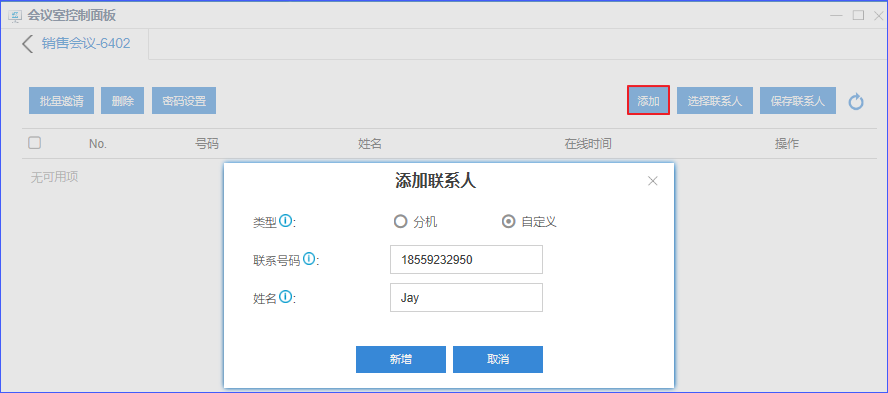 会议室控制面板
销售会议-6402
批量邀请 删除 密码设置 添加 选择联系人 保存联系人
No. 号码 姓名 在线时间 操作
无可用项
添加联系人
类型: 分机 自定义
联系号码: 18559232950
姓名: Jay
新增 取消